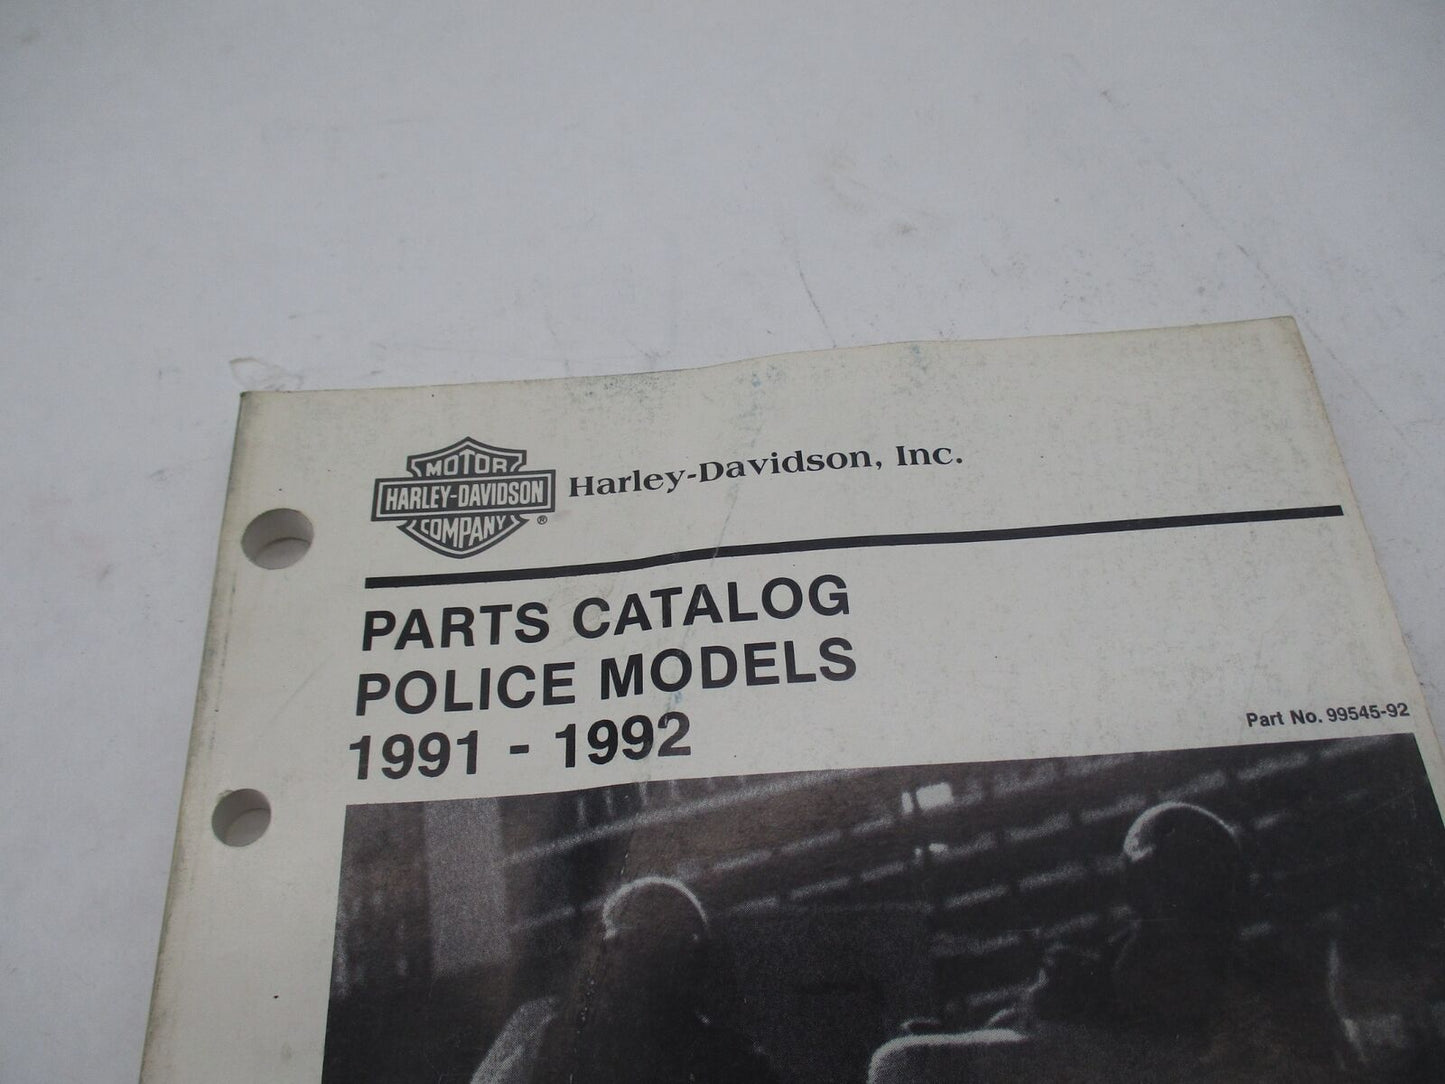 MOTOR
HARLEY-DAVIDSON
COMPANY
®
Harley-Davidson, Inc.
PARTS CATALOG
POLICE MODELS
1991 - 1992
Part No. 99545-92